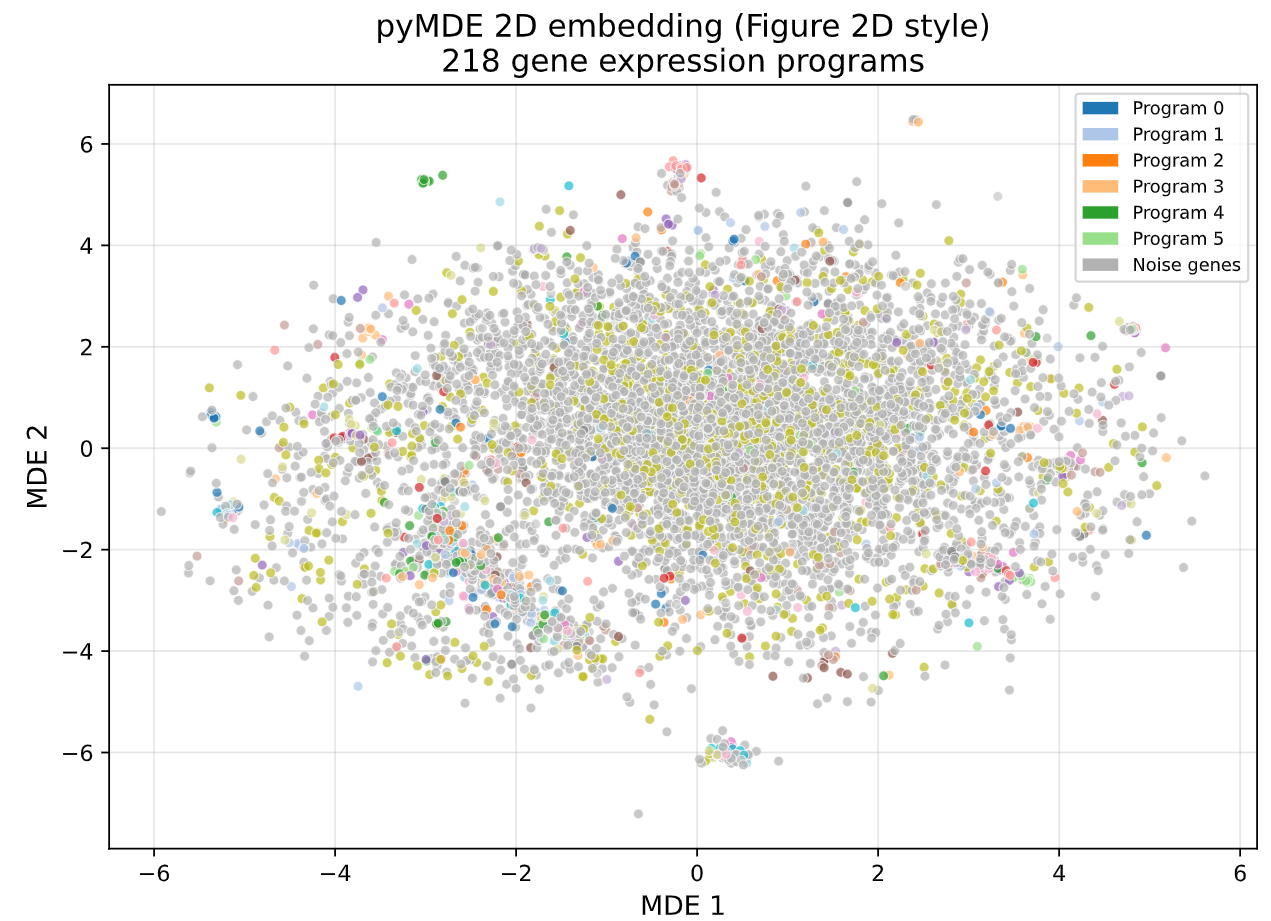 pyMDE 2D embedding (Figure 2D style)
218 gene expression programs
Program 0
Program 1
Program 2
Program 3
Program 4
Program 5
Noise genes
6
4
2
0
−2
−4
−6
MDE 2
−6
−4
−2
0
2
4
6
MDE 1